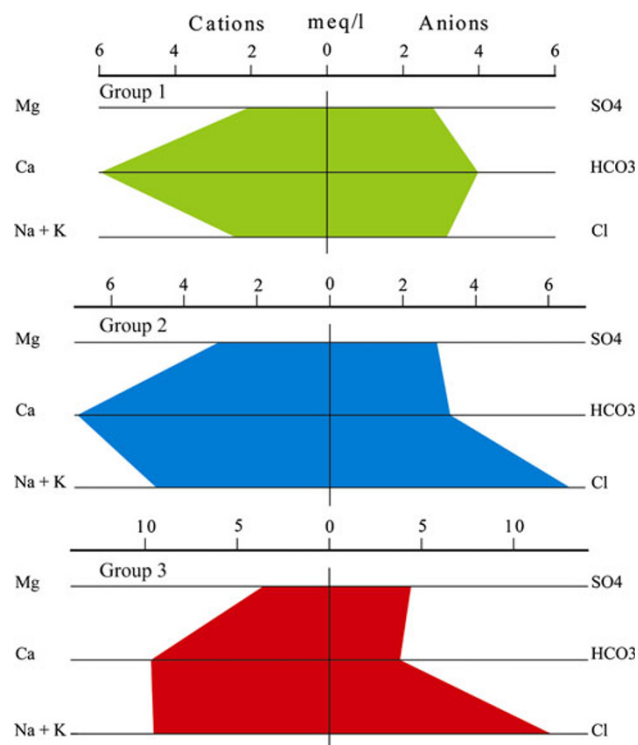 Cations meq/l Anions
6 4 2 0 2 4 6
Group 1
Mg SO4
Ca HCO3
Na + K Cl
6 4 2 0 2 4 6
Group 2
Mg SO4
Ca HCO3
Na + K Cl
10 5 0 5 10
Group 3
Mg SO4
Ca HCO3
Na + K Cl